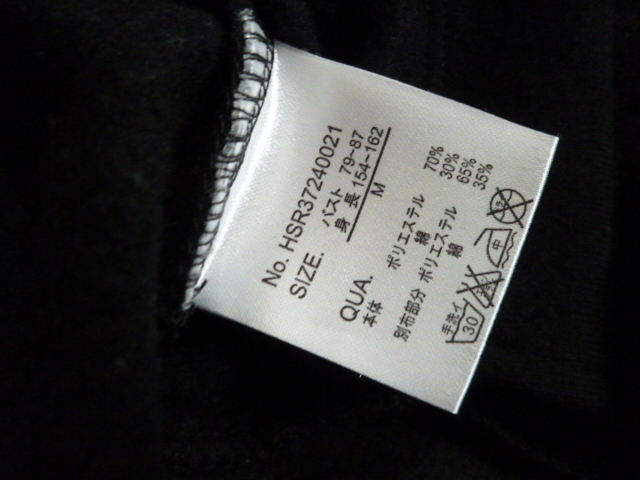 No. HSR37240021
SIZE. バスト 79~87
身長 154~162
M
QUA.
本体 ポリエステル 70%
綿 30%
別布部分 ポリエステル 65%
綿 35%
手洗イ
30
中